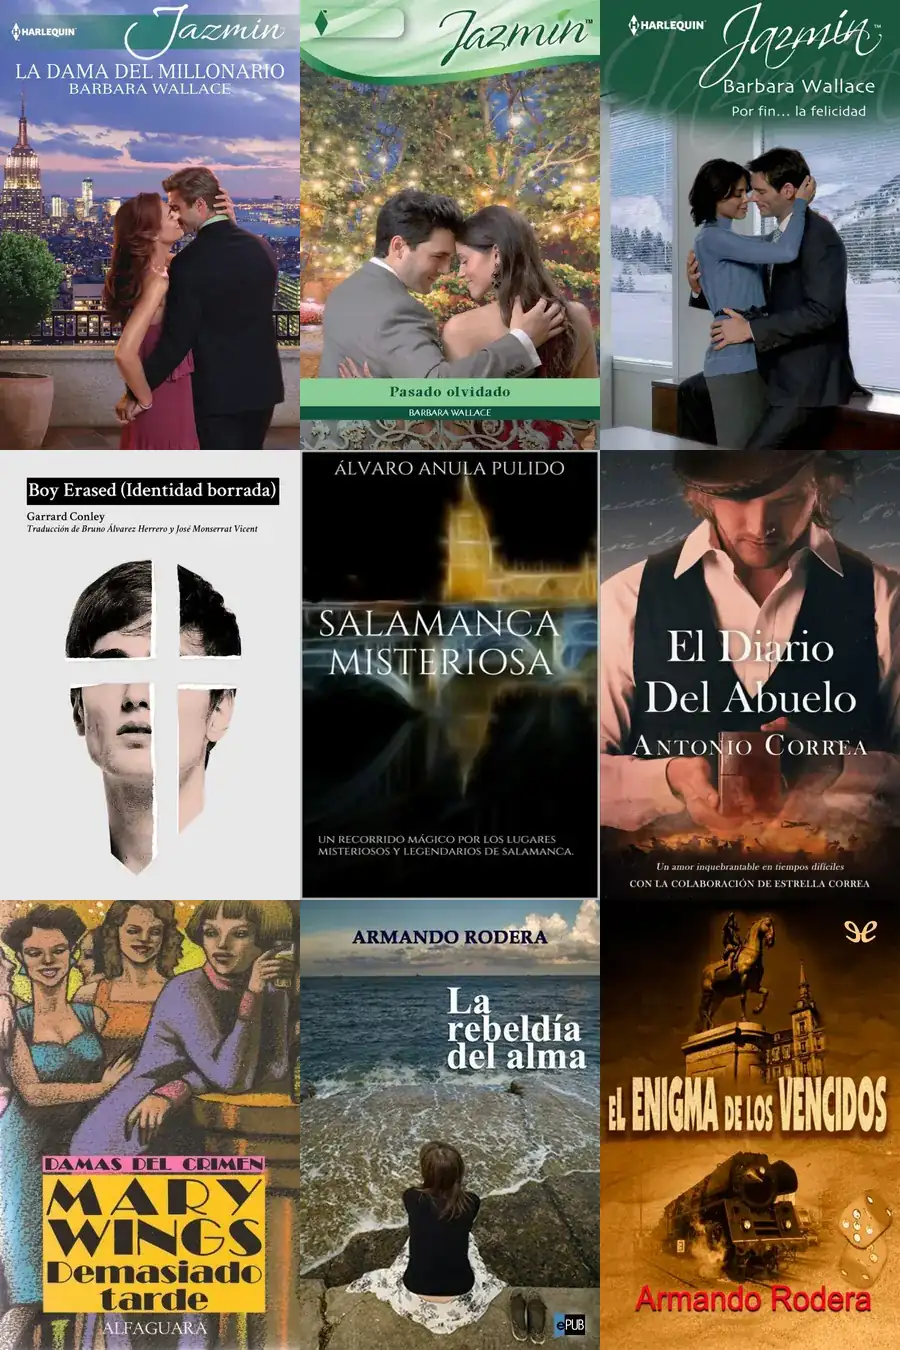 HARLEQUIN™
Jazmín
LA DAMA DEL MILLONARIO
BARBARA WALLACE
Jazmín™
Pasado olvidado
BARBARA WALLACE
HARLEQUIN™
Jazmín™
Barbara Wallace
Por fin... la felicidad
Boy Erased (Identidad borrada)
Garrard Conley
Traducción de Bruno Álvarez Herrero y José Monserrat Vicent
ÁLVARO ANULA PULIDO
SALAMANCA
MISTERIOSA
UN RECORRIDO MÁGICO POR LOS LUGARES
MISTERIOSOS Y LEGENDARIOS DE SALAMANCA.
El Diario
Del Abuelo
ANTONIO CORREA
Un amor inquebrantable en tiempos difíciles
CON LA COLABORACIÓN DE ESTRELLA CORREA
DAMAS DEL CRIMEN
MARY
WINGS
Demasiado
tarde
ALFAGUARA
ARMANDO RODERA
La
rebeldía
del alma
ePUB
EL ENIGMA DE LOS VENCIDOS
Armando Rodera